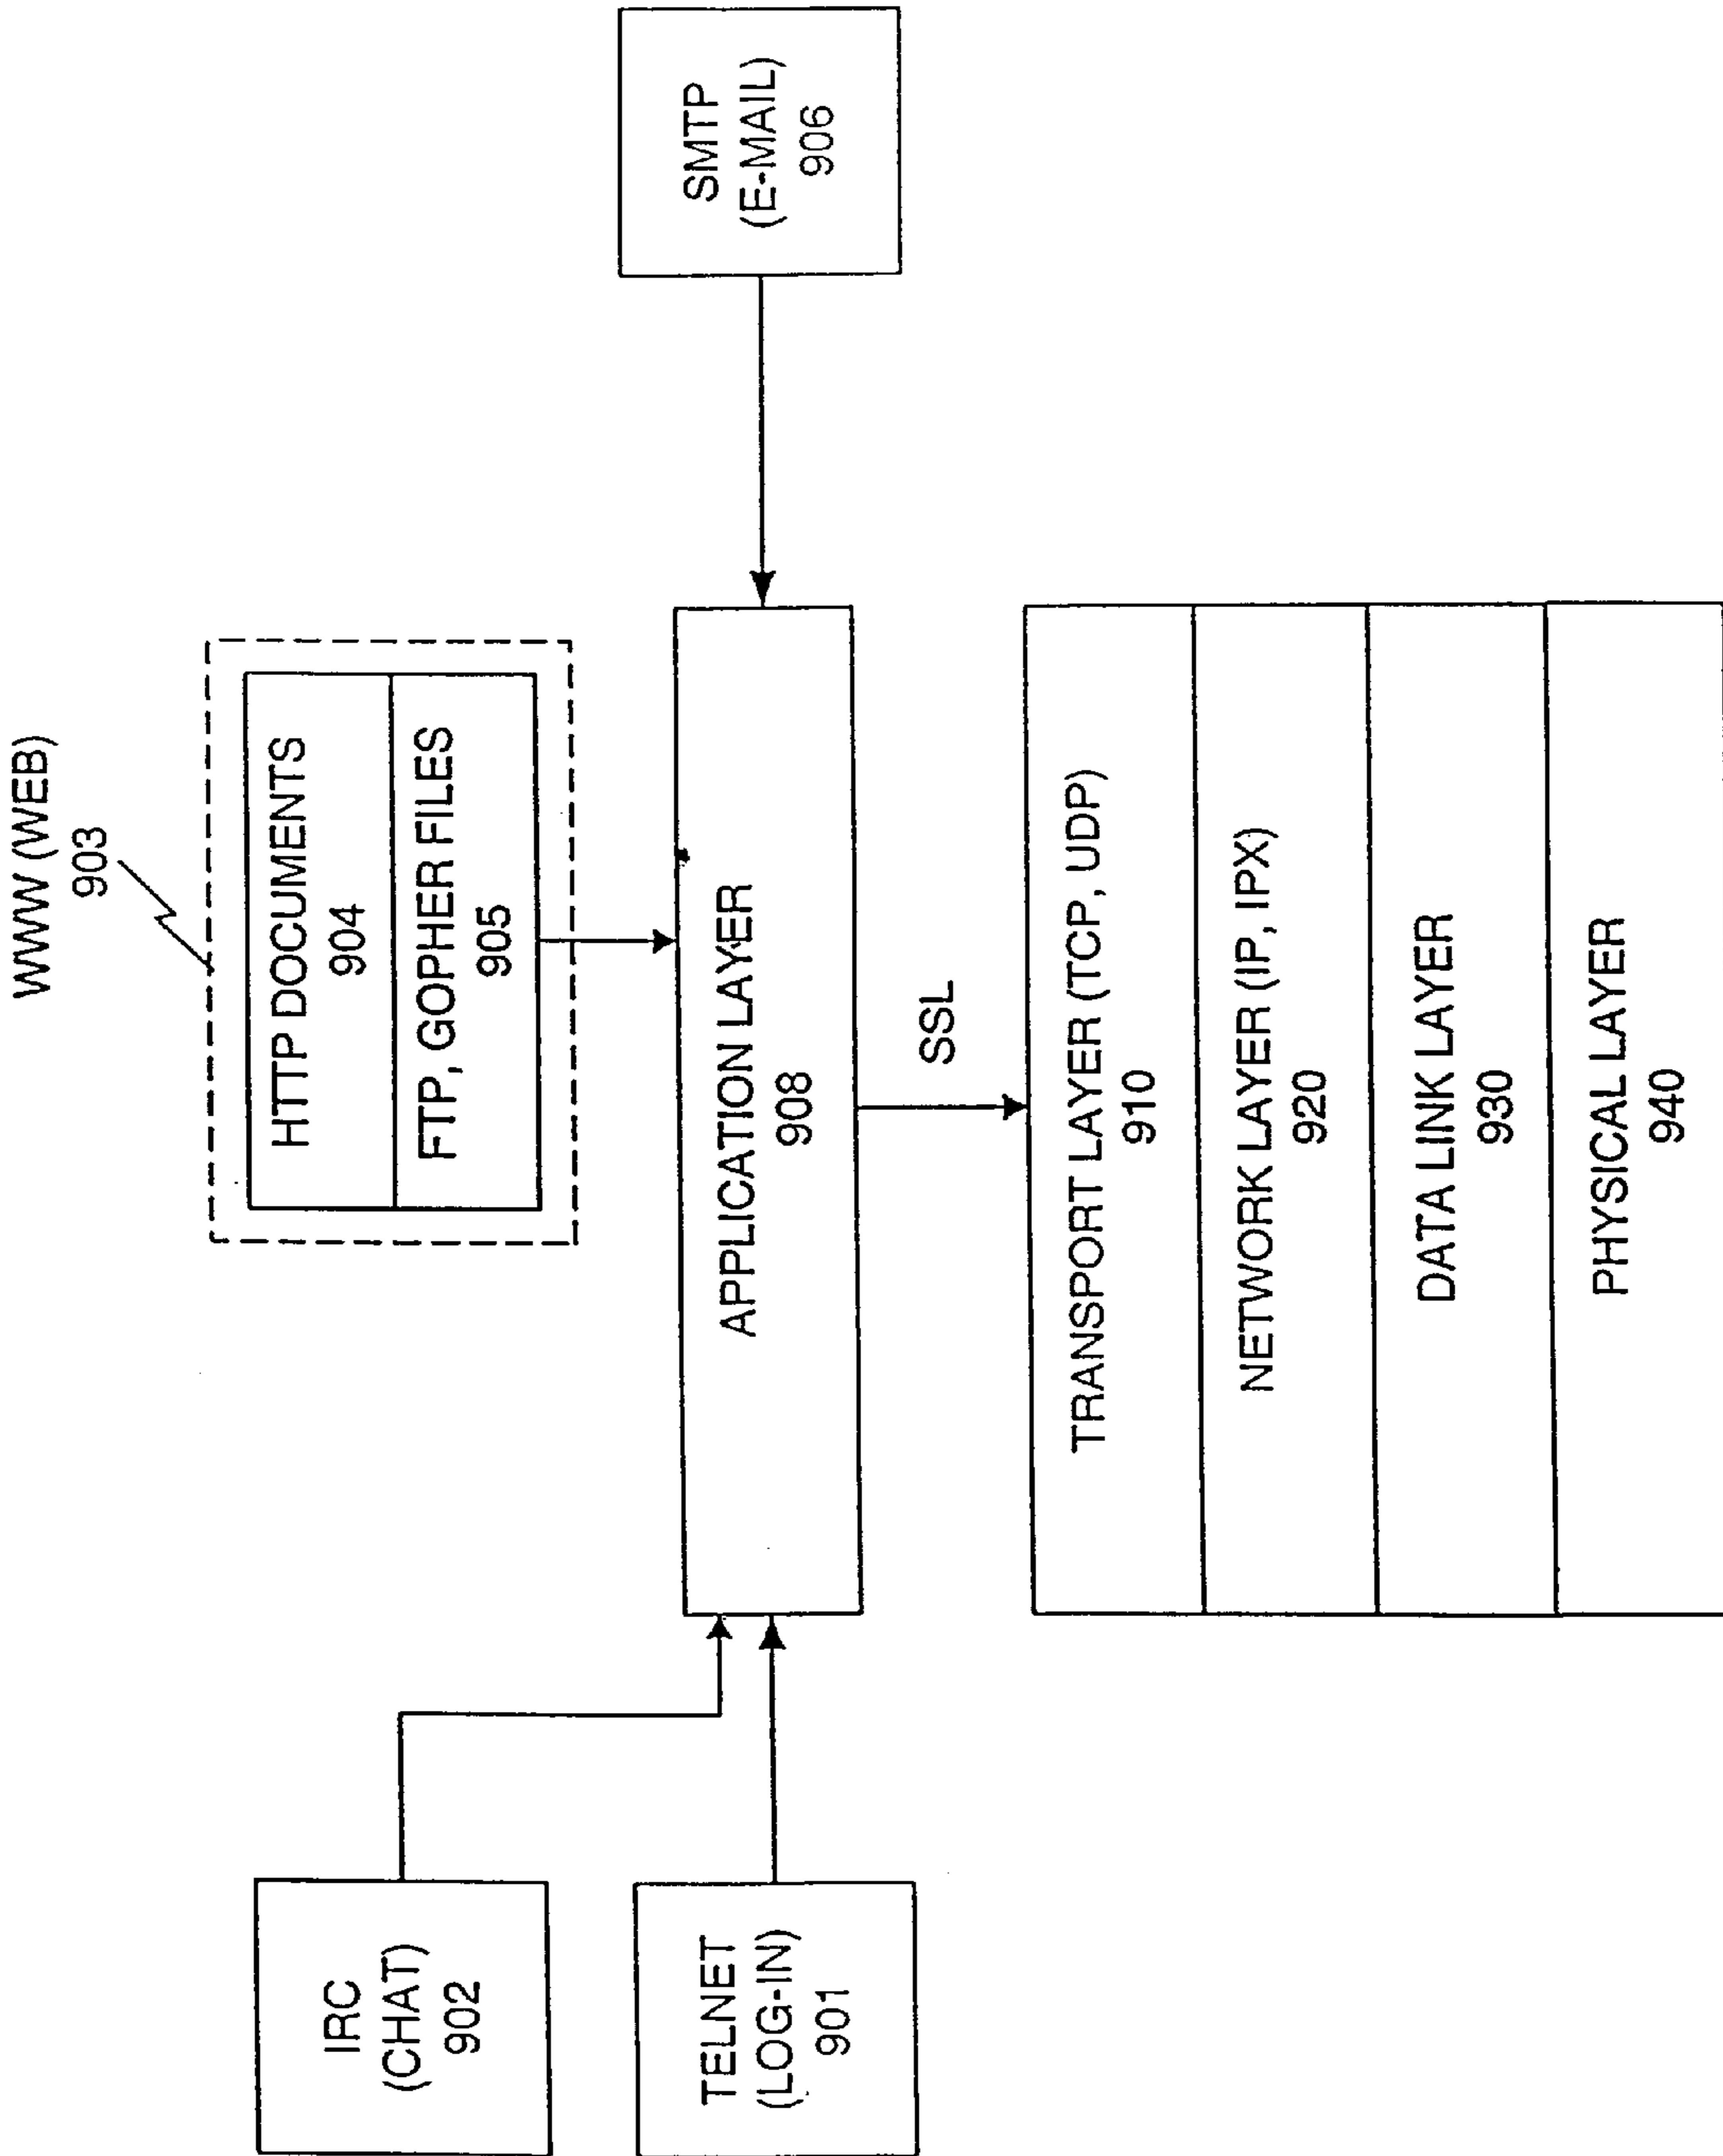 WWW (WEB)
903
HTTP DOCUMENTS
904
FTP, GOPHER FILES
905
IRC
(CHAT)
902
TELNET
(LOG-IN)
901
APPLICATION LAYER
908
SMTP
(E-MAIL)
906
SSL
TRANSPORT LAYER (TCP, UDP)
910
NETWORK LAYER (IP, IPX)
920
DATA LINK LAYER
930
PHYSICAL LAYER
940